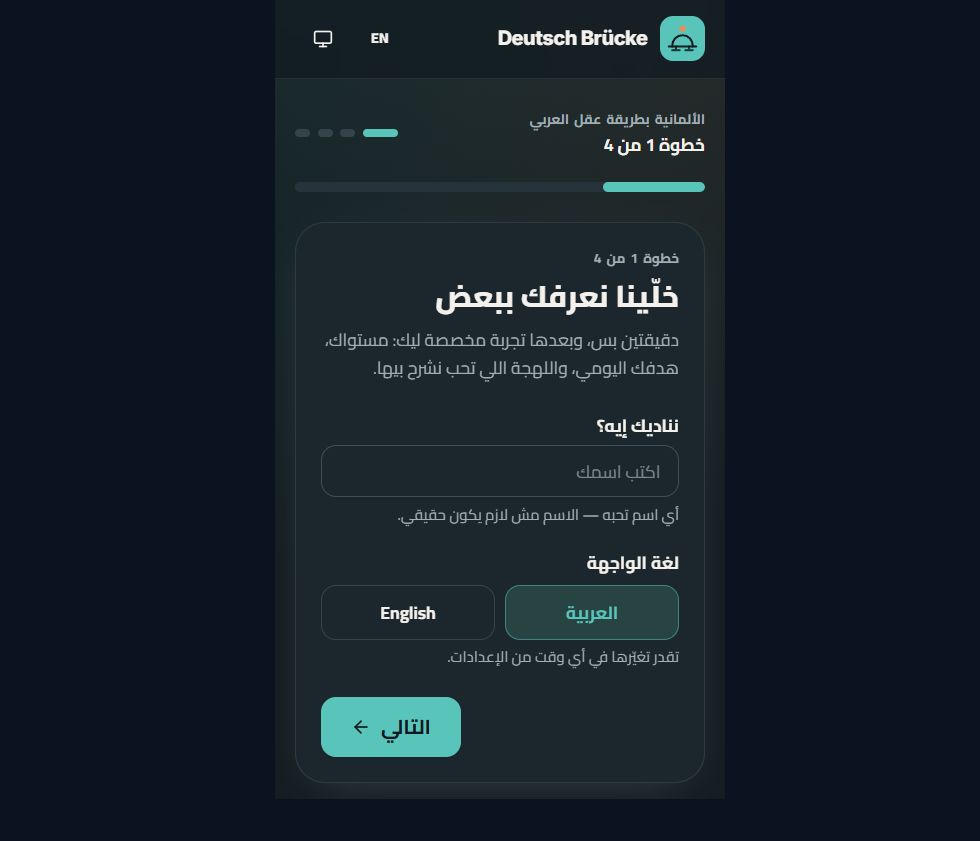 Deutsch Brücke
EN
الألمانية بطريقة عقل العربي
خطوة 1 من 4
خطوة 1 من 4
خلّينا نعرفك ببعض
دقيقتين بس، وبعدها تجربة مخصصة ليك: مستواك،
هدفك اليومي، واللهجة اللي تحب نشرح بيها.
نناديك إيه؟
اكتب اسمك
أي اسم تحبه — الاسم مش لازم يكون حقيقي.
لغة الواجهة
العربية
English
تقدر تغيّرها في أي وقت من الإعدادات.
التالي ←